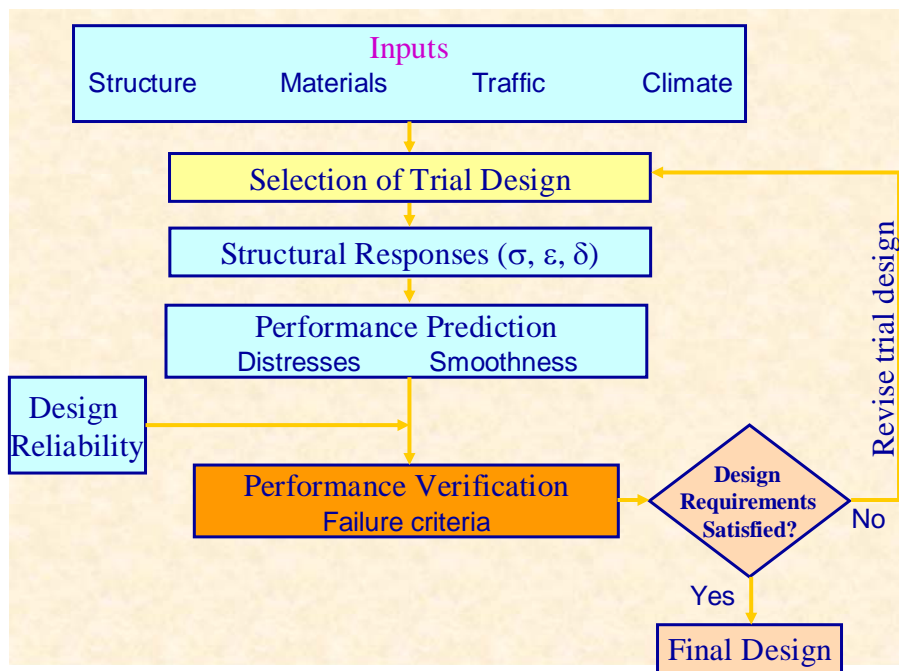 Inputs
Structure Materials Traffic Climate
Selection of Trial Design
Structural Responses (σ, ε, δ)
Performance Prediction
Distresses Smoothness
Design
Reliability
Performance Verification
Failure criteria
Design
Requirements
Satisfied?
No
Revise trial design
Yes
Final Design